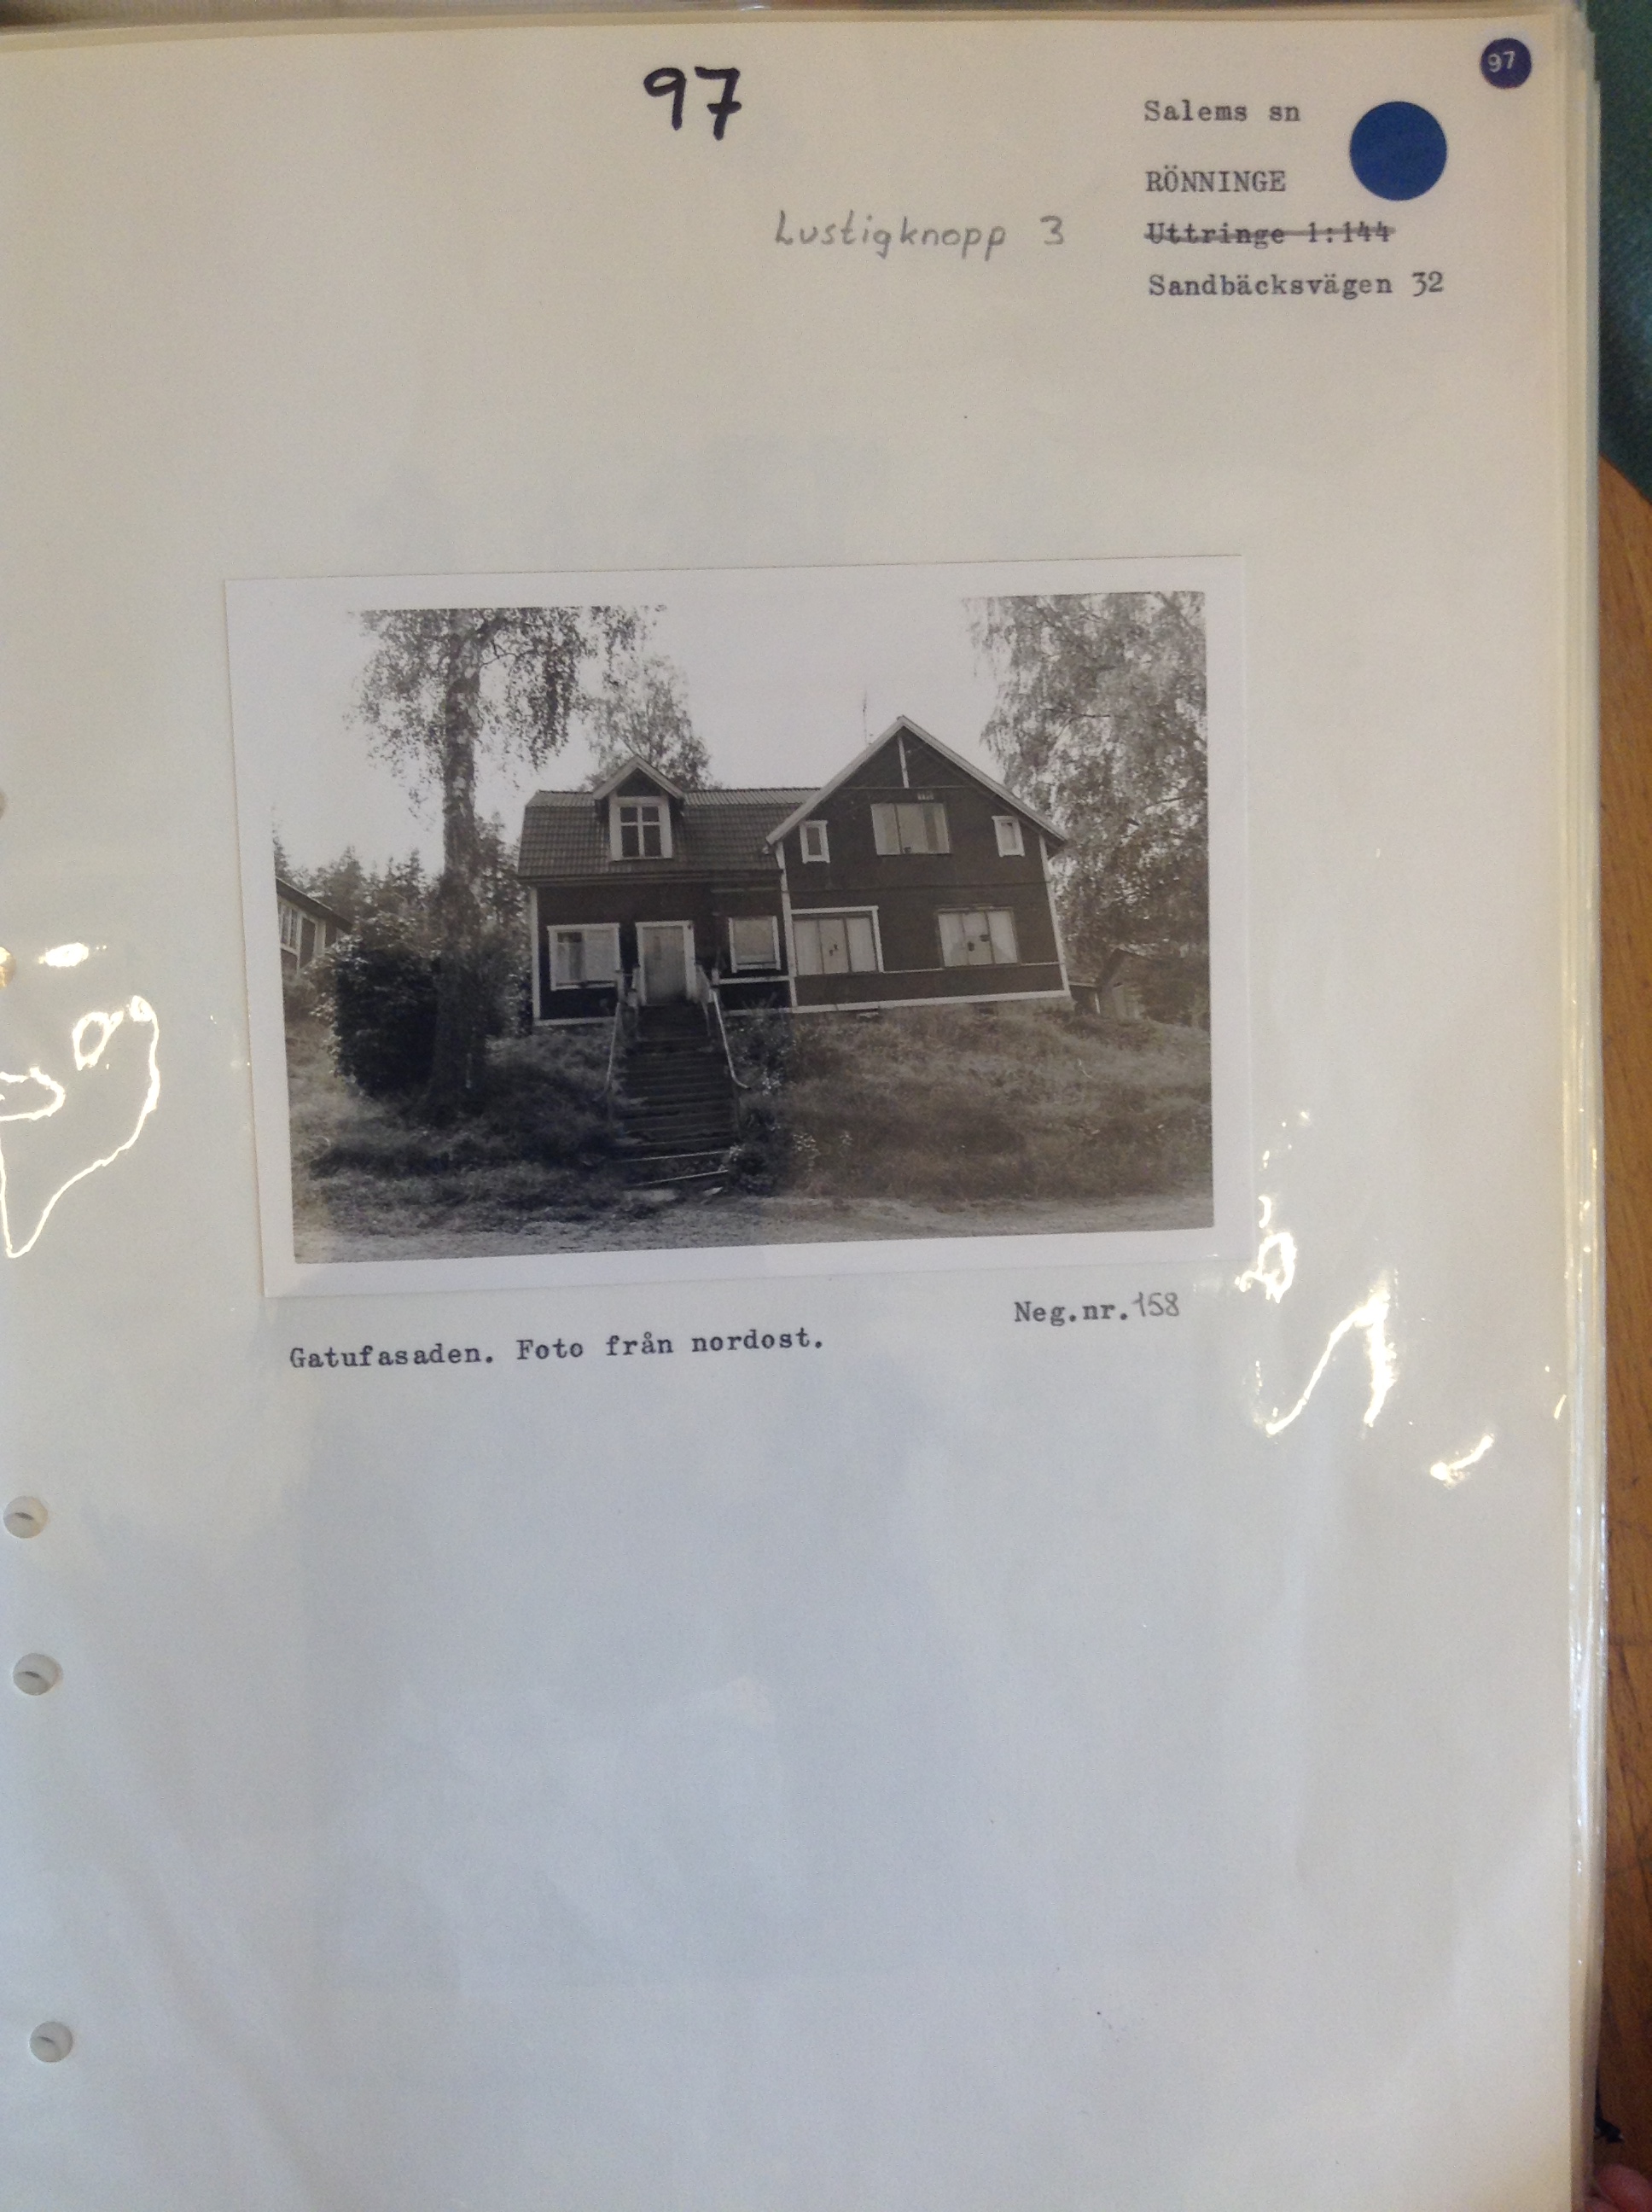 97
97
Salems sn
RÖNNINGE
Lustigknopp 3
Uttringe 1:144
Sandbäcksvägen 32
Neg.nr.158
Gatufasaden. Foto från nordost.